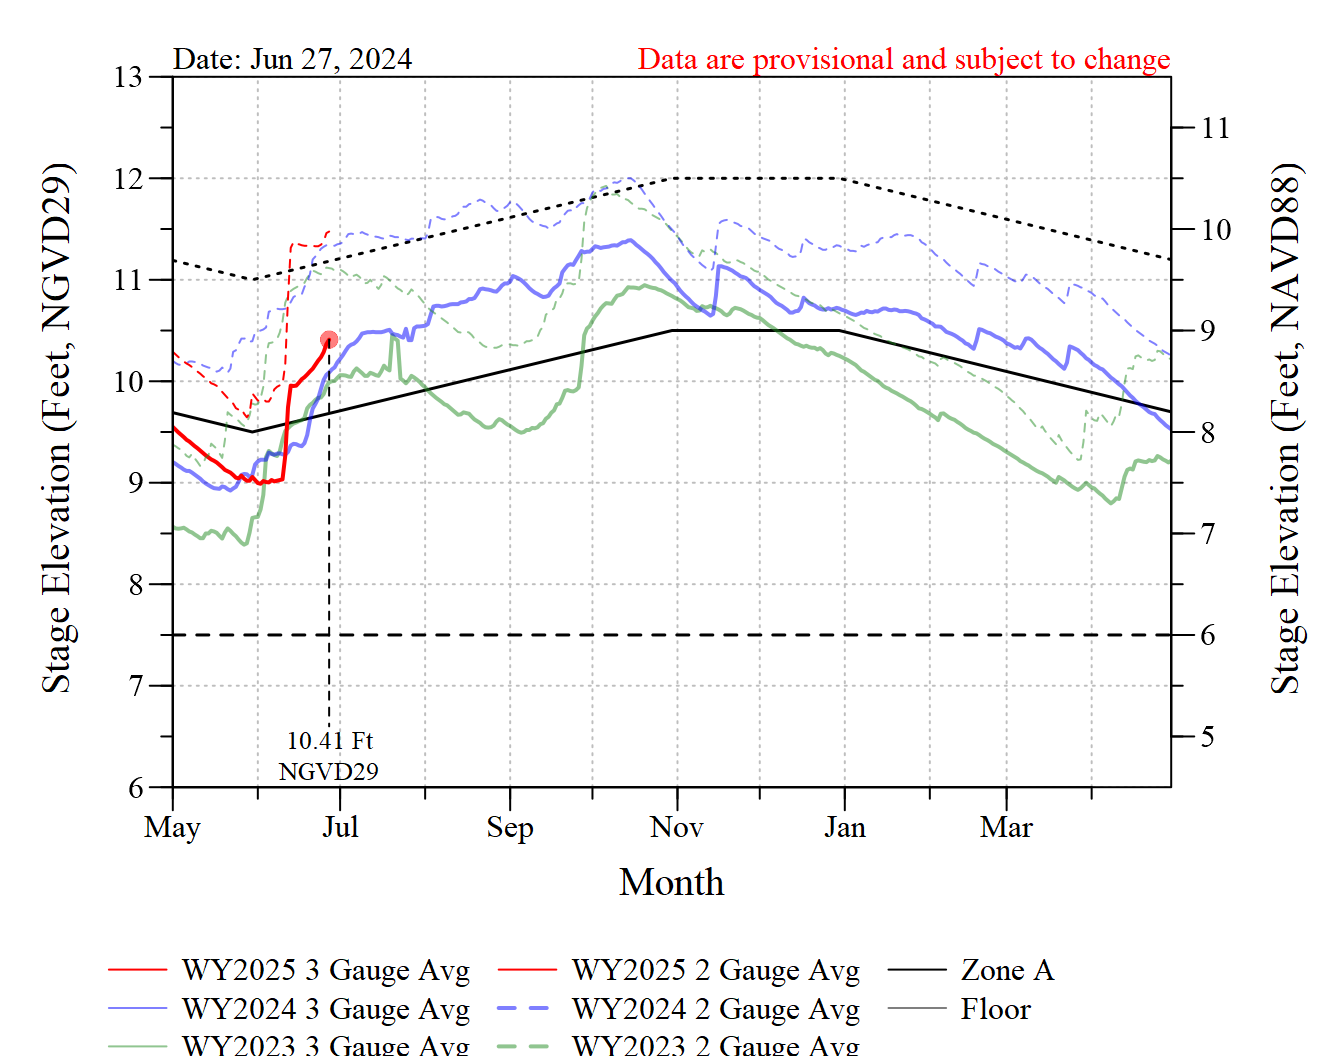 Date: Jun 27, 2024
Data are provisional and subject to change
13
12
11
10
9
8
7
6
Stage Elevation (Feet, NGVD29)
11
10
9
8
7
6
5
Stage Elevation (Feet, NAVD88)
10.41 Ft
NGVD29
May Jul Sep Nov Jan Mar
Month
WY2025 3 Gauge Avg WY2025 2 Gauge Avg Zone A
WY2024 3 Gauge Avg WY2024 2 Gauge Avg Floor
WY2023 3 Gauge Avg WY2023 2 Gauge Avg